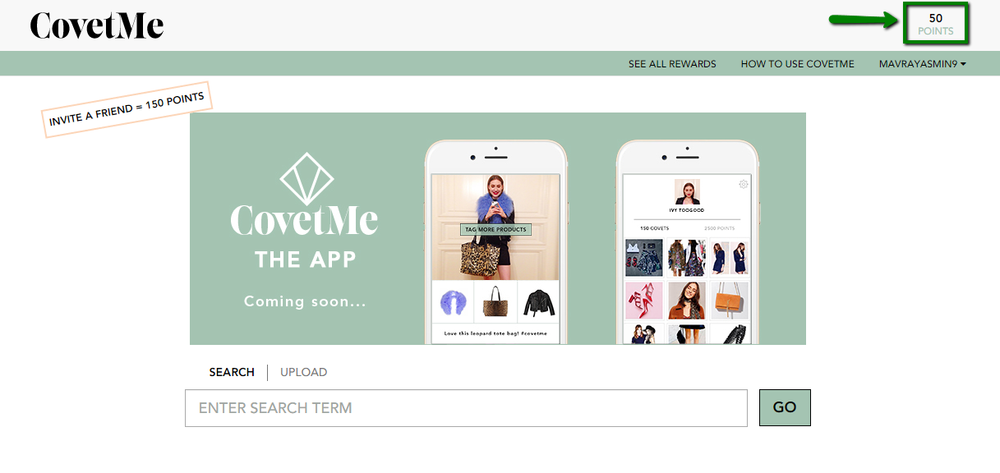 CovetMe
50
POINTS
SEE ALL REWARDS
HOW TO USE COVETME
MAVRAYASMIN9
INVITE A FRIEND = 150 POINTS
CovetMe
THE APP
Coming soon...
TAG MORE PRODUCTS
Love this leopard tote bag! #covetme
IVY TOOGOOD
150 COVETS
2500 POINTS
SEARCH
UPLOAD
ENTER SEARCH TERM
GO